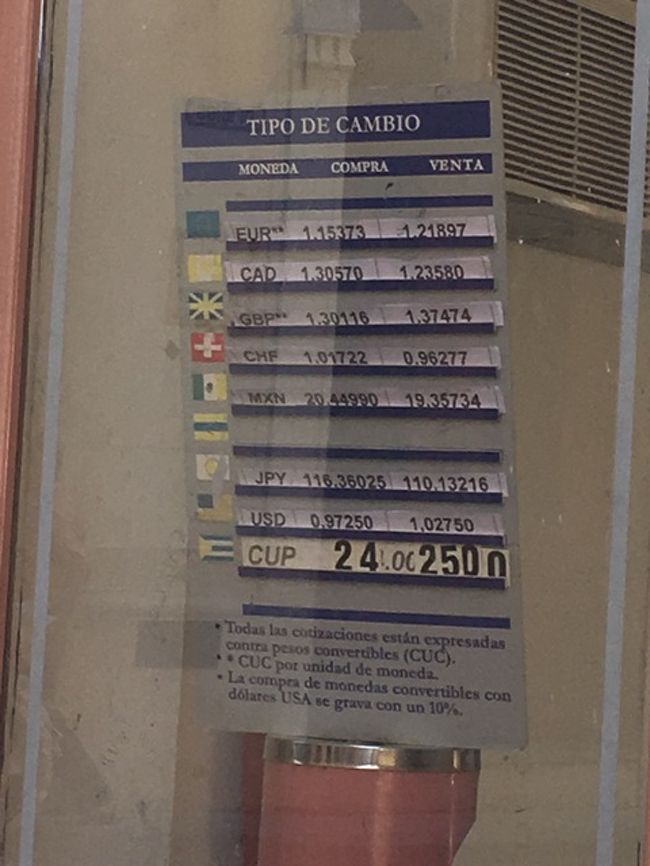 TIPO DE CAMBIO
MONEDA COMPRA VENTA
EUR** 1.15373 1.21897
CAD 1.30570 1.23580
GBP** 1.30116 1.37474
CHF 1.01722 0.96277
MXN 20.44990 19.35734
JPY 116.36025 110.13216
USD 0.97250 1,02750
CUP 24.00 2500
• Todas las cotizaciones están expresadas
contra pesos convertibles (CUC).
• * CUC por unidad de moneda.
• La compra de monedas convertibles con
dólares USA se grava con un 10%.